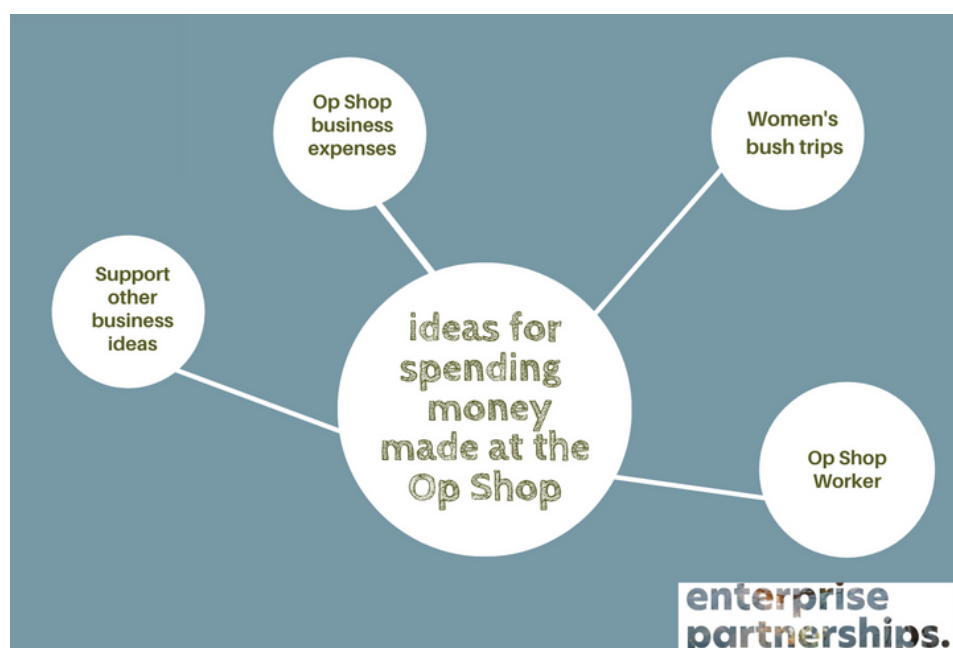 Op Shop
business
expenses
Women's
bush trips
Support
other
business
ideas
ideas for
spending
money
made at the
Op Shop
Op Shop
Worker
enterprise
partnerships.